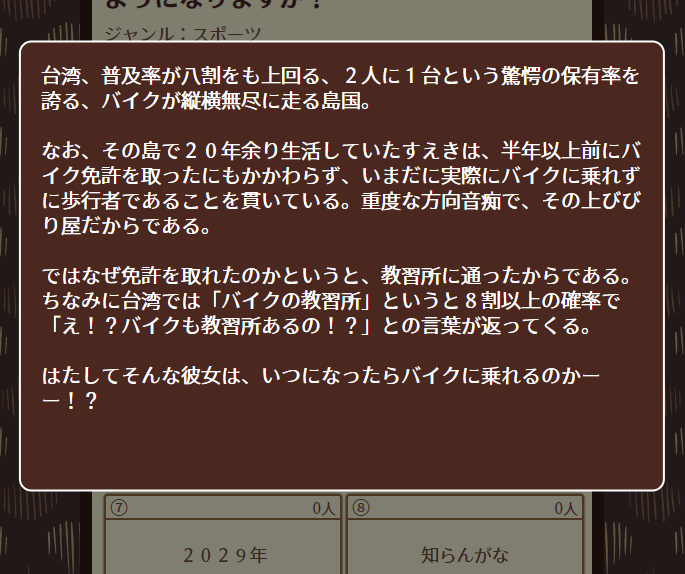 ようになりますか！
ジャンル：スポーツ
台湾、普及率が八割をも上回る、２人に１台という驚愕の保有率を
誇る、バイクが縦横無尽に走る島国。
なお、その島で２０年余り生活していたすえきは、半年以上前にバ
イク免許を取ったにもかかわらず、いまだに実際にバイクに乗れず
に歩行者であることを貫いている。重度な方向音痴で、その上びび
り屋だからである。
ではなぜ免許を取れたのかというと、教習所に通ったからである。
ちなみに台湾では「バイクの教習所」というと８割以上の確率で
「え！？バイクも教習所あるの！？」との言葉が返ってくる。
はたしてそんな彼女は、いつになったらバイクに乗れるのかー
ー！？
⑦ 0人 ⑧ 0人
２０２９年 知らんがな